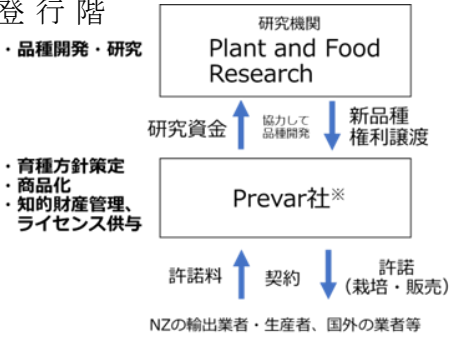 登 行 階
研究機関
Plant and Food
Research
・品種開発・研究
研究資金
協力して
品種開発
新品種
権利譲渡
・育種方針策定
・商品化
・知的財産管理、
ライセンス供与
Prevar社※
許諾料
契約
許諾
(栽培・販売)
NZの輸出業者・生産者、国外の業者等